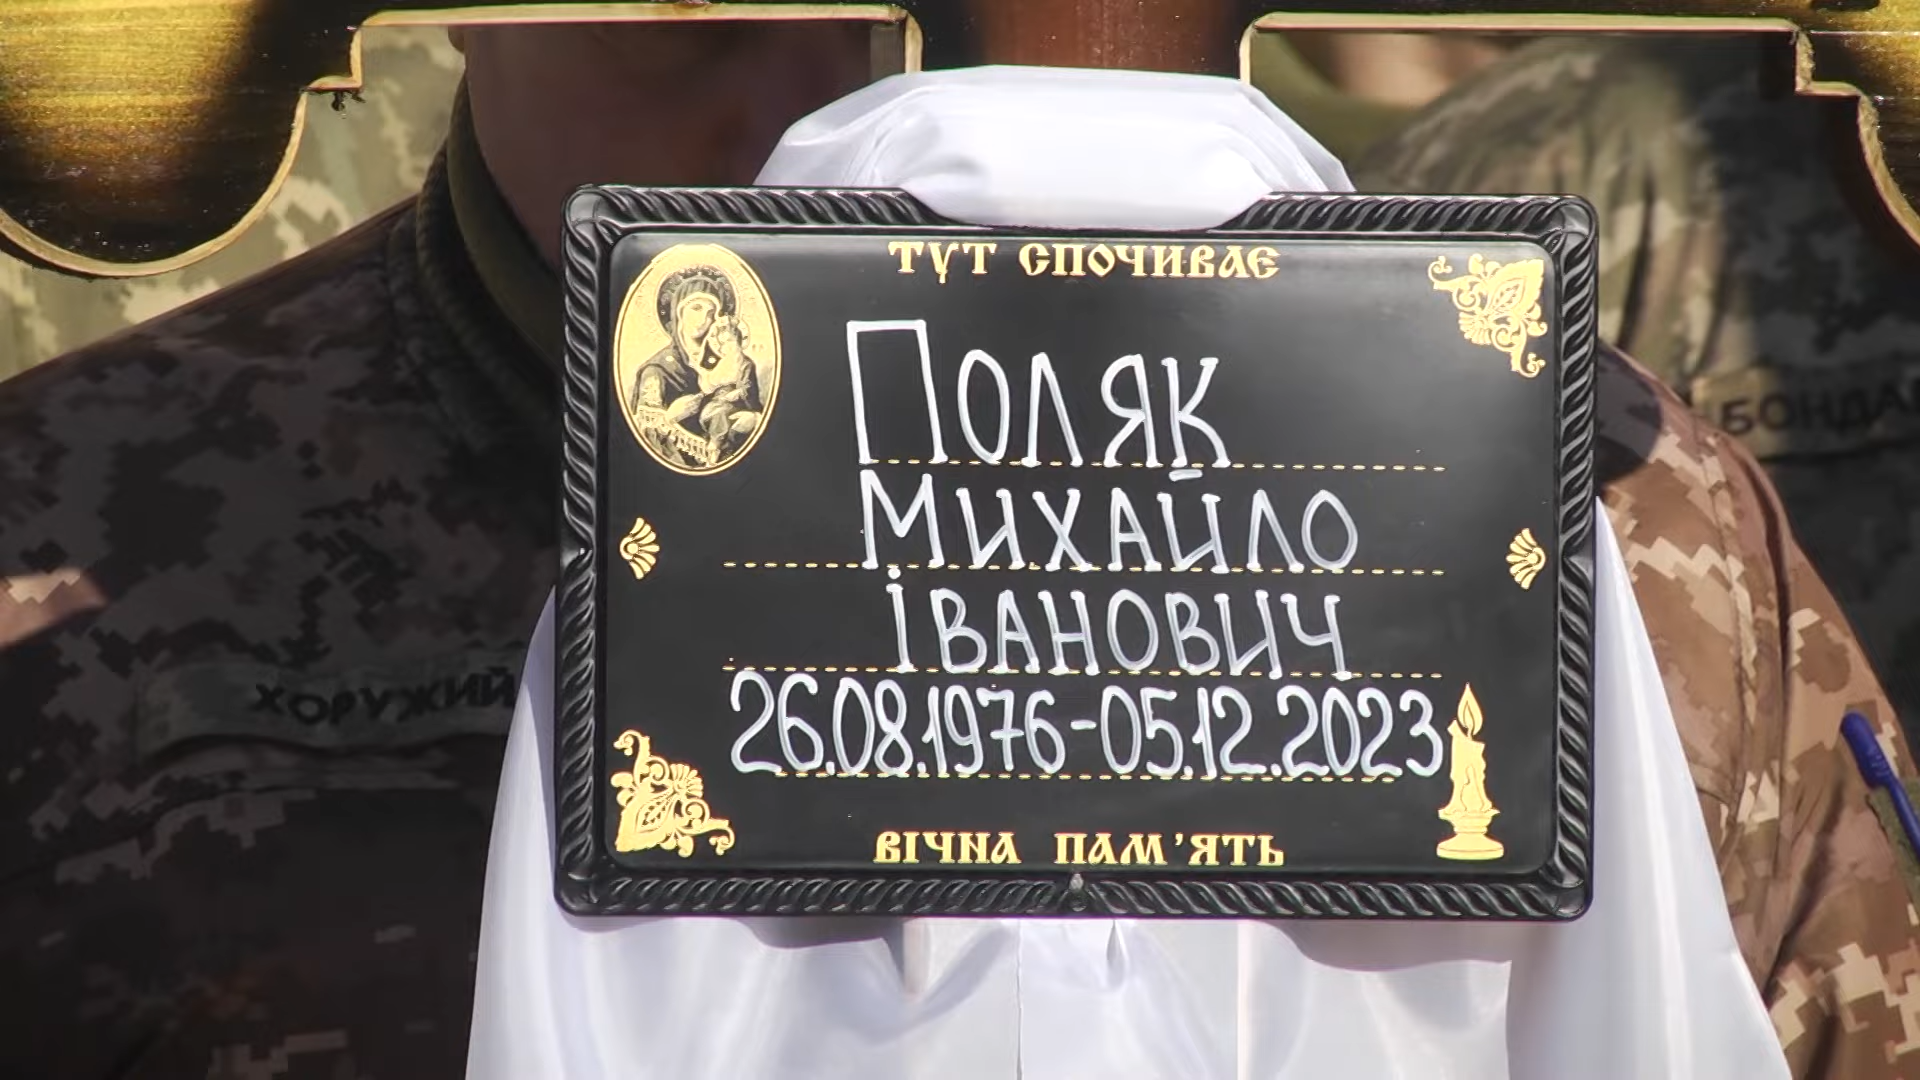 ТУТ СПОЧИВАЄ
Поляк
Михайло
Іванович
26.08.1976-05.12.2023
ВІЧНА ПАМ'ЯТЬ
ХОРУЖИЙ